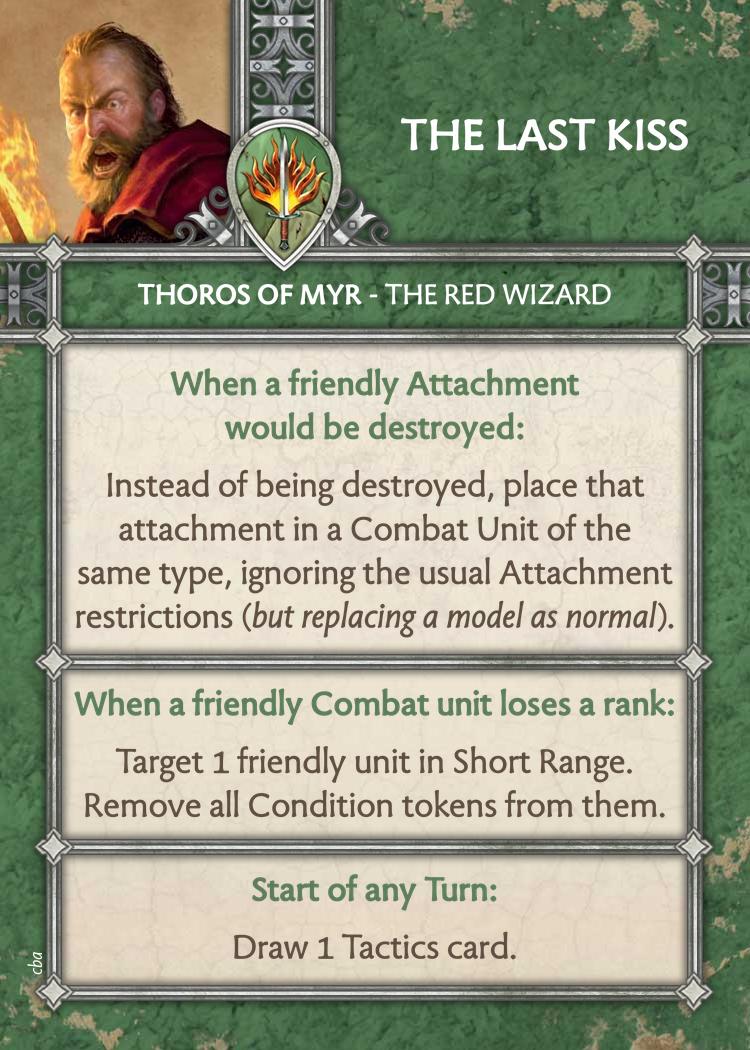 THE LAST KISS
THOROS OF MYR - THE RED WIZARD
When a friendly Attachment
would be destroyed:
Instead of being destroyed, place that
attachment in a Combat Unit of the
same type, ignoring the usual Attachment
restrictions (but replacing a model as normal).
When a friendly Combat unit loses a rank:
Target 1 friendly unit in Short Range.
Remove all Condition tokens from them.
Start of any Turn:
Draw 1 Tactics card.
cba